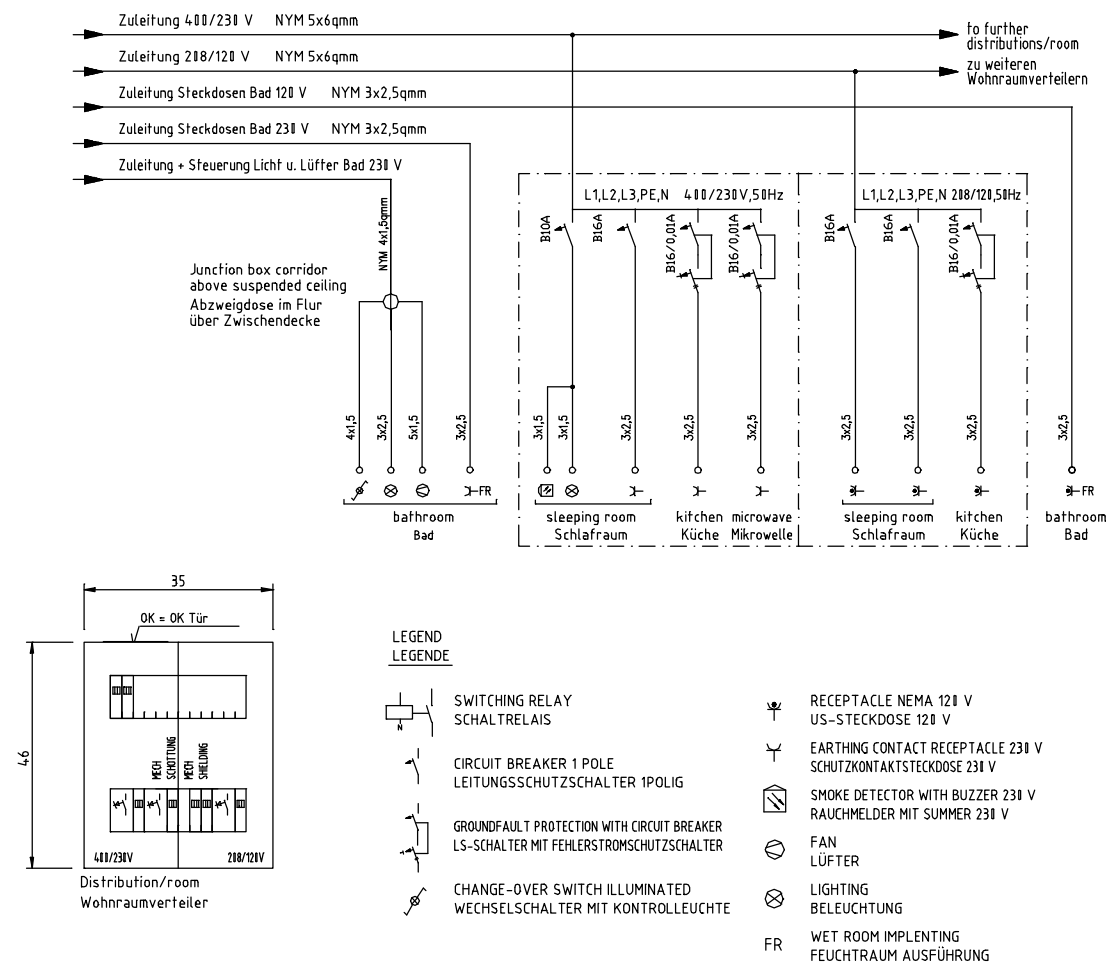 Zuleitung 400/230 V NYM 5x6qmm
Zuleitung 208/120 V NYM 5x6qmm
Zuleitung Steckdosen Bad 120 V NYM 3x2,5qmm
Zuleitung Steckdosen Bad 230 V NYM 3x2,5qmm
Zuleitung + Steuerung Licht u. Lüfter Bad 230 V
to further
distributions/room
zu weiteren
Wohnraumverteilern
NYM 4x1,5qmm
Junction box corridor
above suspended ceiling
Abzweigdose im Flur
über Zwischendecke
L1,L2,L3,PE,N 400/230V,50Hz
L1,L2,L3,PE,N 208/120,50Hz
B10A
B16A
B16/0,01A
B16/0,01A
B16A
B16A
B16/0,01A
4x1,5
3x2,5
5x1,5
3x2,5
3x1,5
3x1,5
3x2,5
3x2,5
3x2,5
3x2,5
3x2,5
3x2,5
3x2,5
FR
FR
bathroom
Bad
sleeping room
Schlafraum
kitchen
Küche
microwave
Mikrowelle
sleeping room
Schlafraum
kitchen
Küche
bathroom
Bad
35
OK = OK Tür
46
MECH
SCHOTTUNG
MECH
SHIELDING
400/230V
208/120V
Distribution/room
Wohnraumverteiler
LEGEND
LEGENDE
N
SWITCHING RELAY
SCHALTRELAIS
CIRCUIT BREAKER 1 POLE
LEITUNGSSCHUTZSCHALTER 1POLIG
GROUNDFAULT PROTECTION WITH CIRCUIT BREAKER
LS-SCHALTER MIT FEHLERSTROMSCHUTZSCHALTER
CHANGE-OVER SWITCH ILLUMINATED
WECHSELSCHALTER MIT KONTROLLEUCHTE
RECEPTACLE NEMA 120 V
US-STECKDOSE 120 V
EARTHING CONTACT RECEPTACLE 230 V
SCHUTZKONTAKTSTECKDOSE 230 V
SMOKE DETECTOR WITH BUZZER 230 V
RAUCHMELDER MIT SUMMER 230 V
FAN
LÜFTER
LIGHTING
BELEUCHTUNG
FR
WET ROOM IMPLENTING
FEUCHTRAUM AUSFÜHRUNG